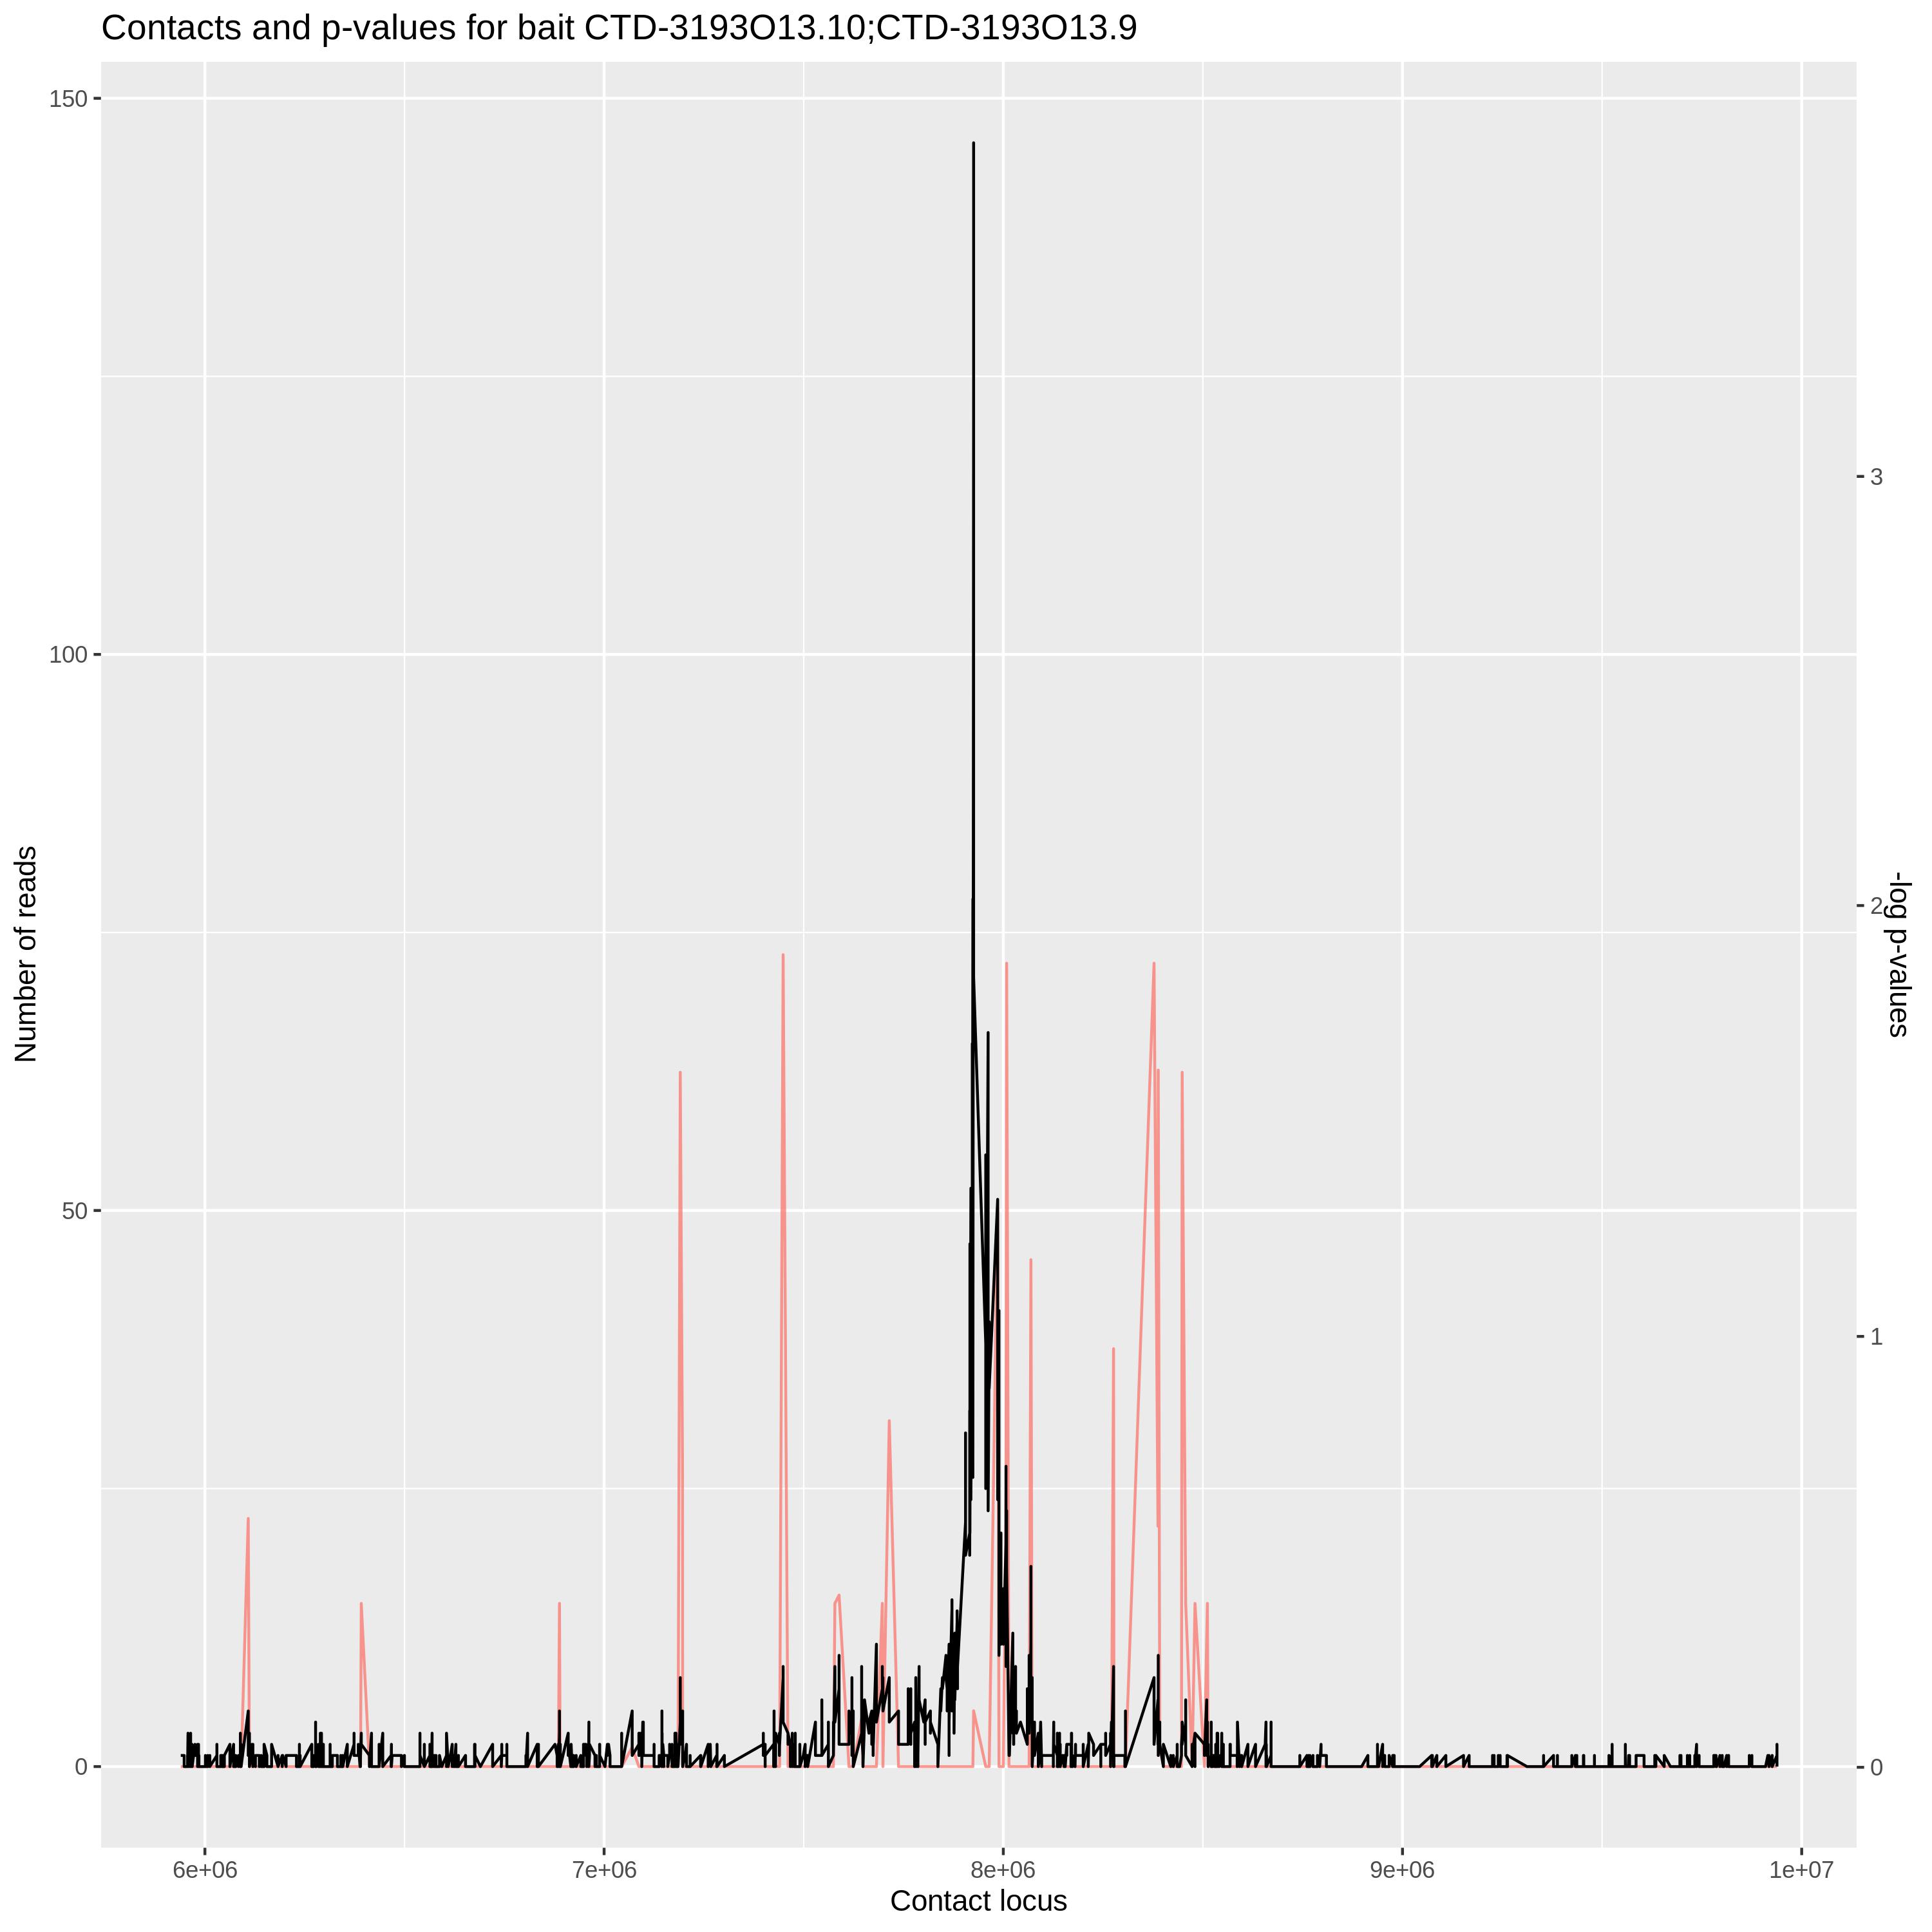 Contacts and p-values for bait CTD-3193O13.10;CTD-3193O13.9
150
100
50
0
Number of reads
3
2
1
0
-log p-values
6e+06
7e+06
8e+06
9e+06
1e+07
Contact locus